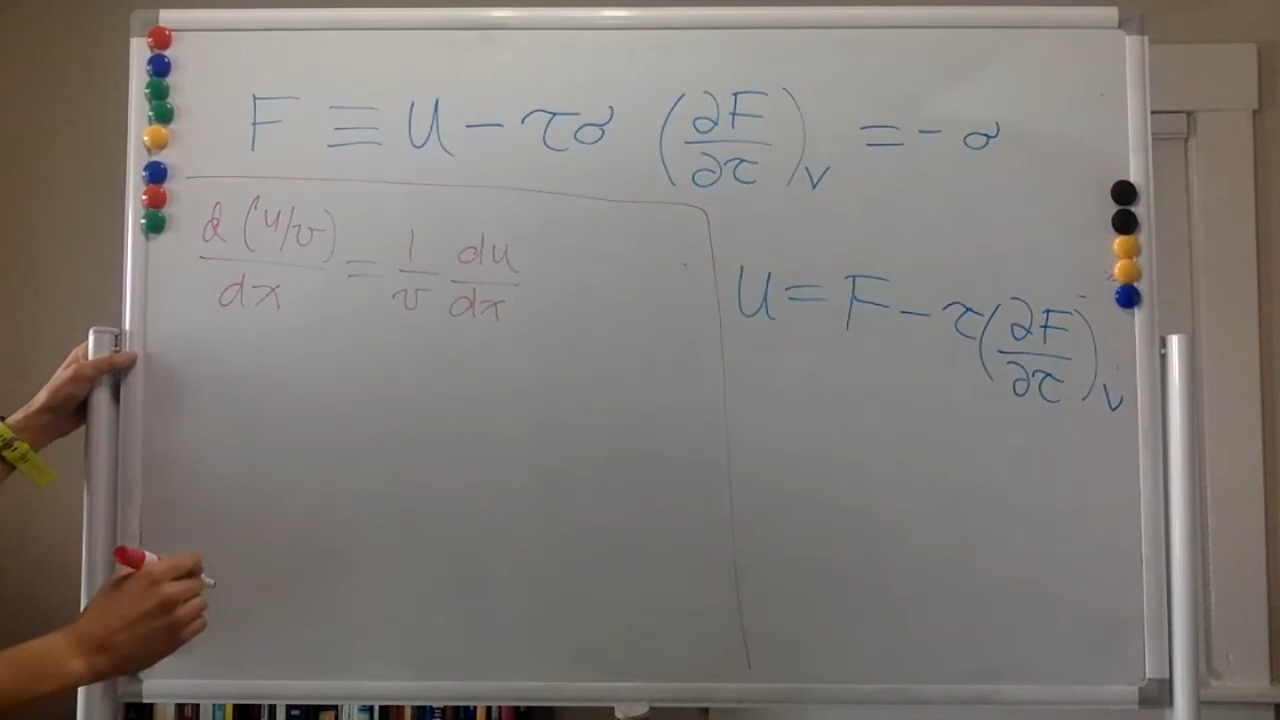 F ≡ U − τσ (∂F/∂τ)_V = − σ
d(u/v)/dx = 1/v du/dx
U = F − τ(∂F/∂τ)_V